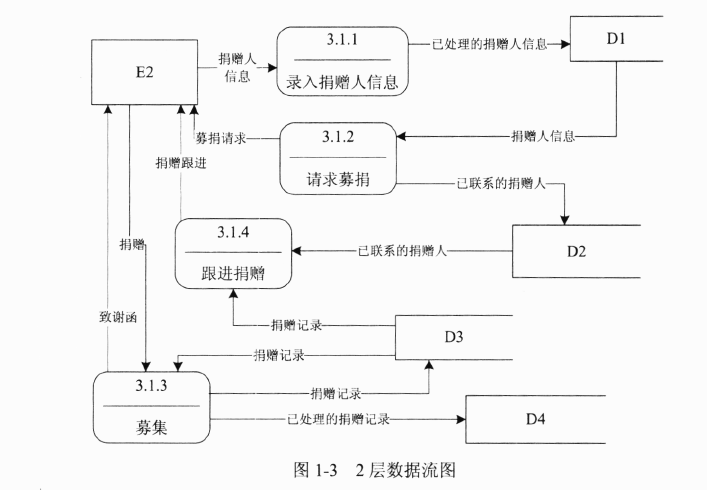 3.1.1
录入捐赠人信息
已处理的捐赠人信息
D1
E2
捐赠人
信息
募捐请求
3.1.2
请求募捐
捐赠人信息
捐赠跟进
已联系的捐赠人
3.1.4
跟进捐赠
已联系的捐赠人
D2
捐赠
致谢函
捐赠记录
D3
捐赠记录
3.1.3
募集
捐赠记录
已处理的捐赠记录
D4
图 1-3 2 层数据流图